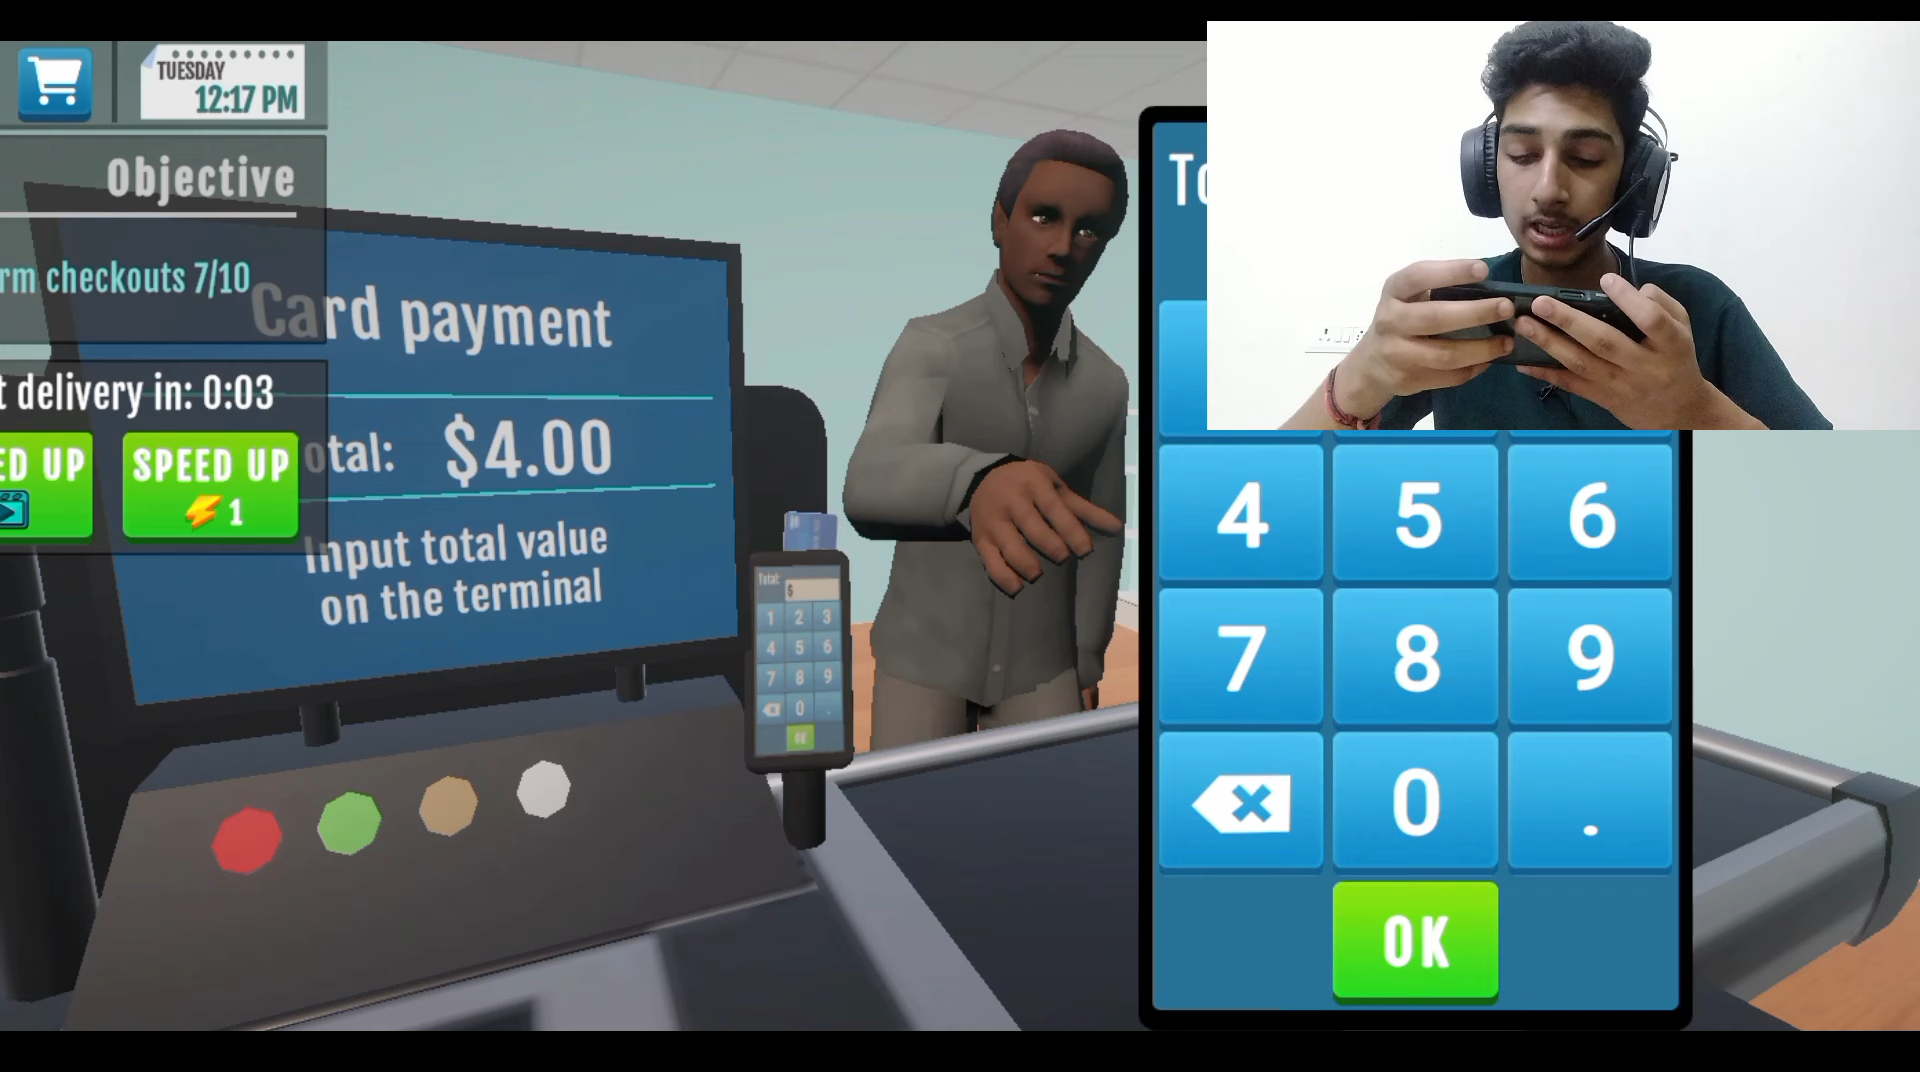 TUESDAY
12:17 PM
Objective
rm checkouts 7/10
t delivery in: 0:03
ED UP
SPEED UP
1
Card payment
otal: $4.00
Input total value
on the terminal
Total:
$
1 2 3
4 5 6
7 8 9
0 .
To
4 5 6
7 8 9
0 .
OK